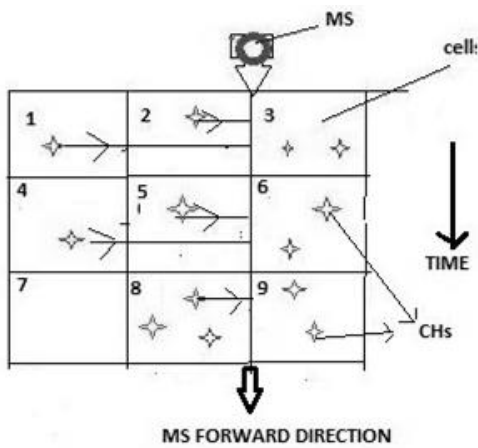 MS
cells
1 2 3
4 5 6
TIME
7 8 9
CHs
MS FORWARD DIRECTION